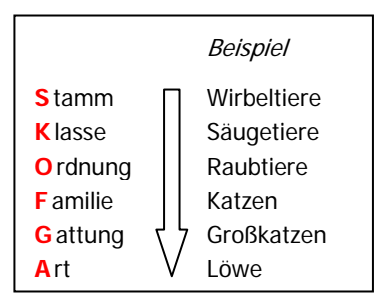 Beispiel
Stamm Wirbeltiere
Klasse Säugetiere
Ordnung Raubtiere
Familie Katzen
Gattung Großkatzen
Art Löwe